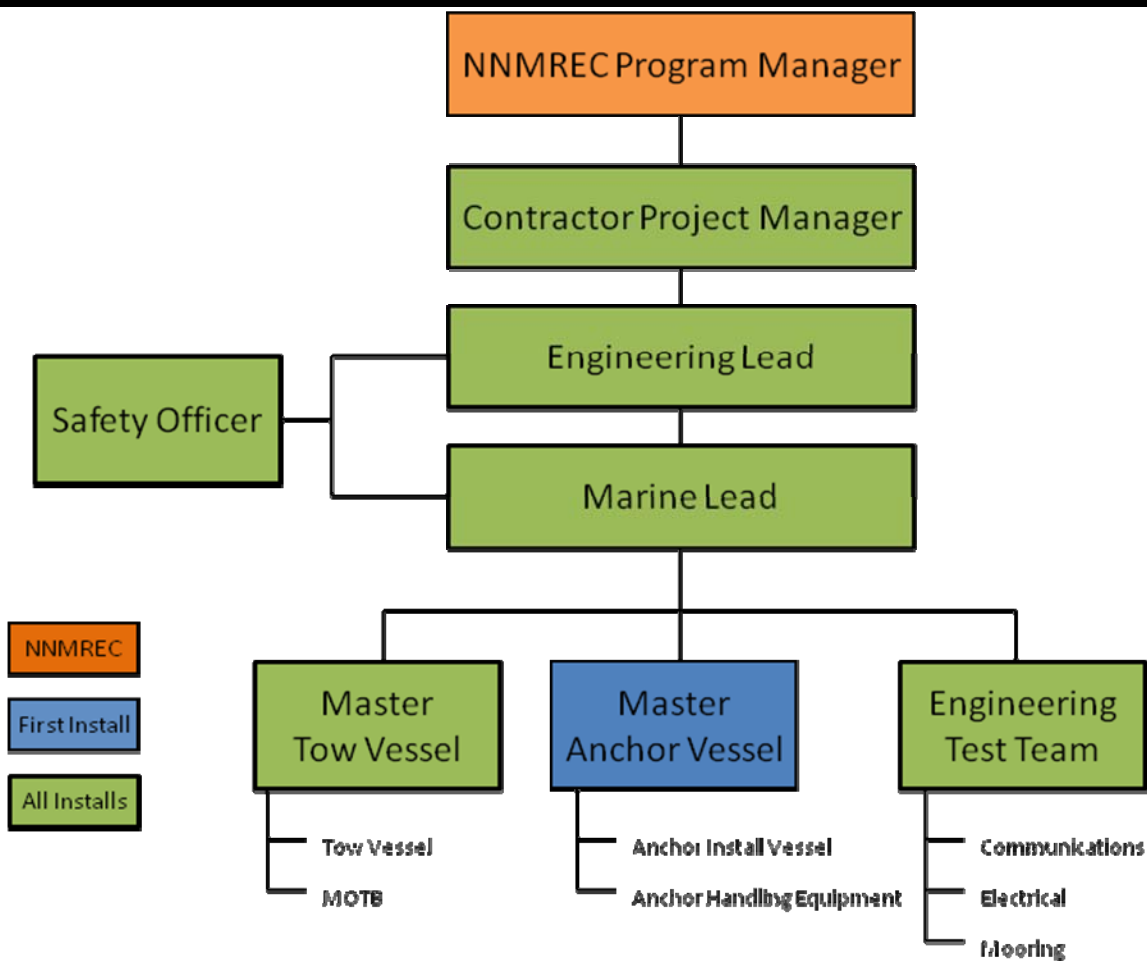 NNMREC Program Manager
Contractor Project Manager
Engineering Lead
Safety Officer
Marine Lead
NNMREC
First Install
All Installs
Master
Tow Vessel
Tow Vessel
MOTB
Master
Anchor Vessel
Anchor Install Vessel
Anchor Handling Equipment
Engineering
Test Team
Communications
Electrical
Mooring